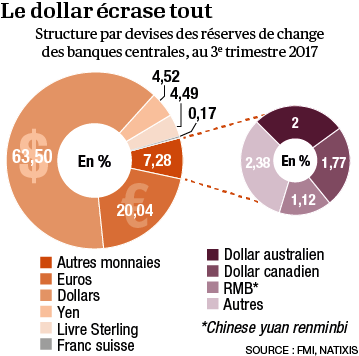 Le dollar écrase tout
Structure par devises des réserves de change
des banques centrales, au 3e trimestre 2017
4,52
4,49
0,17
63,50
$
En %
7,28
20,04
€
2
2,38
En %
1,77
1,12
Autres monnaies
Euros
Dollars
Yen
Livre Sterling
Franc suisse
Dollar australien
Dollar canadien
RMB*
Autres
*Chinese yuan renminbi
SOURCE : FMI, NATIXIS